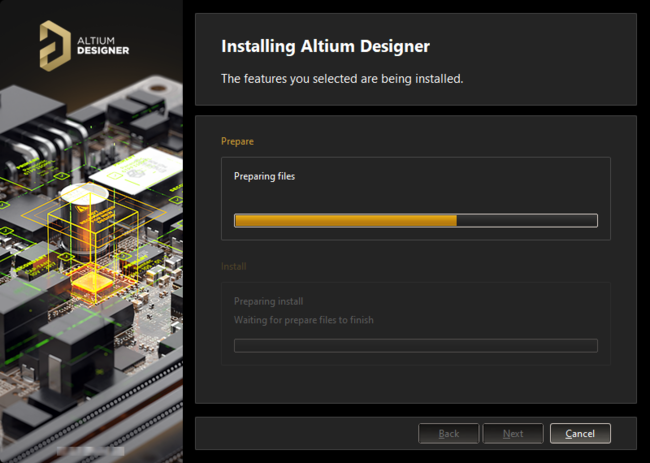 ALTIUM
DESIGNER
Installing Altium Designer
The features you selected are being installed.
Prepare
Preparing files
Install
Preparing install
Waiting for prepare files to finish
Back
Next
Cancel